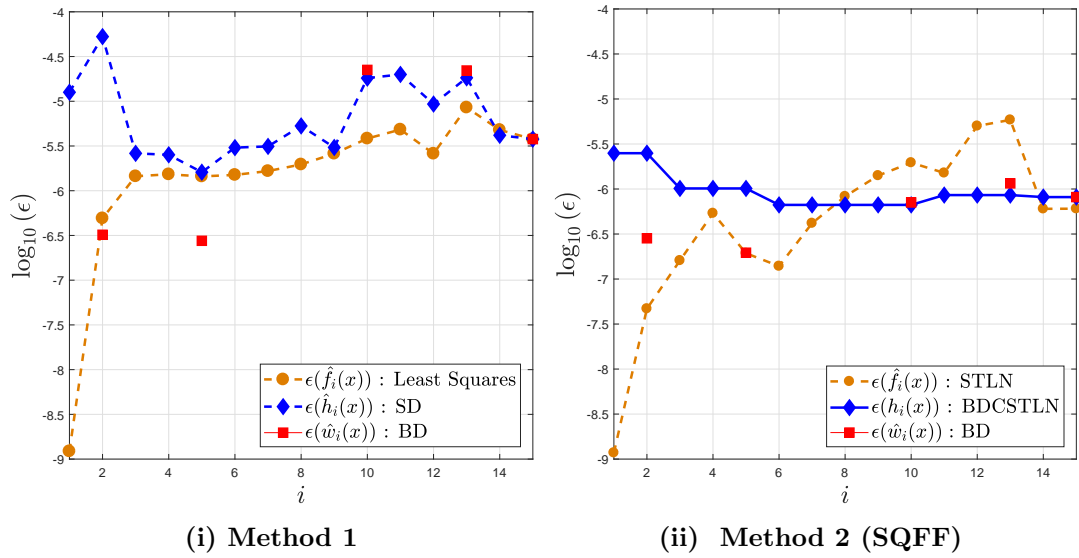 -4
-4.5
-5
-5.5
-6
-6.5
-7
-7.5
-8
-8.5
-9
log₁₀ (ϵ)
2 4 6 8 10 12 14
i
ϵ(f̂ᵢ(x)) : Least Squares
ϵ(ĥᵢ(x)) : SD
ϵ(ŵᵢ(x)) : BD
(i) Method 1
-4
-4.5
-5
-5.5
-6
-6.5
-7
-7.5
-8
-8.5
-9
log₁₀ (ϵ)
2 4 6 8 10 12 14
i
ϵ(f̂ᵢ(x)) : STLN
ϵ(hᵢ(x)) : BDCSTLN
ϵ(ŵᵢ(x)) : BD
(ii) Method 2 (SQFF)